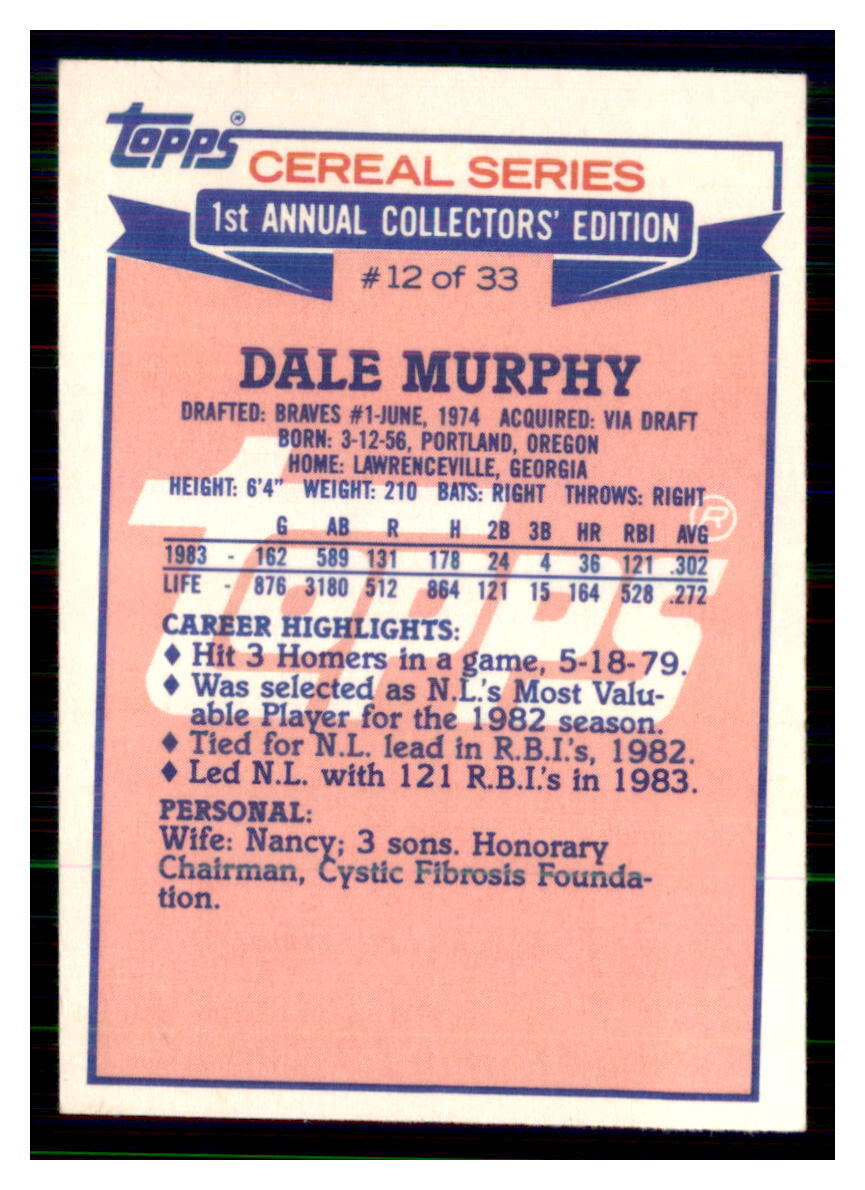 Topps®
CEREAL SERIES
1st ANNUAL COLLECTORS' EDITION
#12 of 33
DALE MURPHY
DRAFTED: BRAVES #1-JUNE, 1974 ACQUIRED: VIA DRAFT
BORN: 3-12-56, PORTLAND, OREGON
HOME: LAWRENCEVILLE, GEORGIA
HEIGHT: 6'4" WEIGHT: 210 BATS: RIGHT THROWS: RIGHT
G AB R H 2B 3B HR RBI AVG
1983 - 162 589 131 178 24 4 36 121 .302
LIFE - 876 3180 512 864 121 15 164 528 .272
CAREER HIGHLIGHTS:
♦ Hit 3 Homers in a game, 5-18-79.
♦ Was selected as N.L.'s Most Valu-
able Player for the 1982 season.
♦ Tied for N.L. lead in R.B.I.'s, 1982.
♦ Led N.L. with 121 R.B.I.'s in 1983.
PERSONAL:
Wife: Nancy; 3 sons. Honorary
Chairman, Cystic Fibrosis Founda-
tion.
Topps®